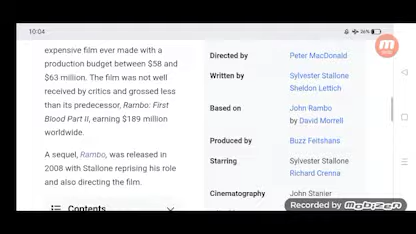 10:04
26%
expensive film ever made with a
production budget between $58 and
$63 million. The film was not well
received by critics and grossed less
than its predecessor, Rambo: First
Blood Part II, earning $189 million
worldwide.
A sequel, Rambo, was released in
2008 with Stallone reprising his role
and also directing the film.
Contents
Directed by Peter MacDonald
Written by Sylvester Stallone
Sheldon Lettich
Based on John Rambo
by David Morrell
Produced by Buzz Feitshans
Starring Sylvester Stallone
Richard Crenna
Cinematography John Stanier
Recorded by mobizen